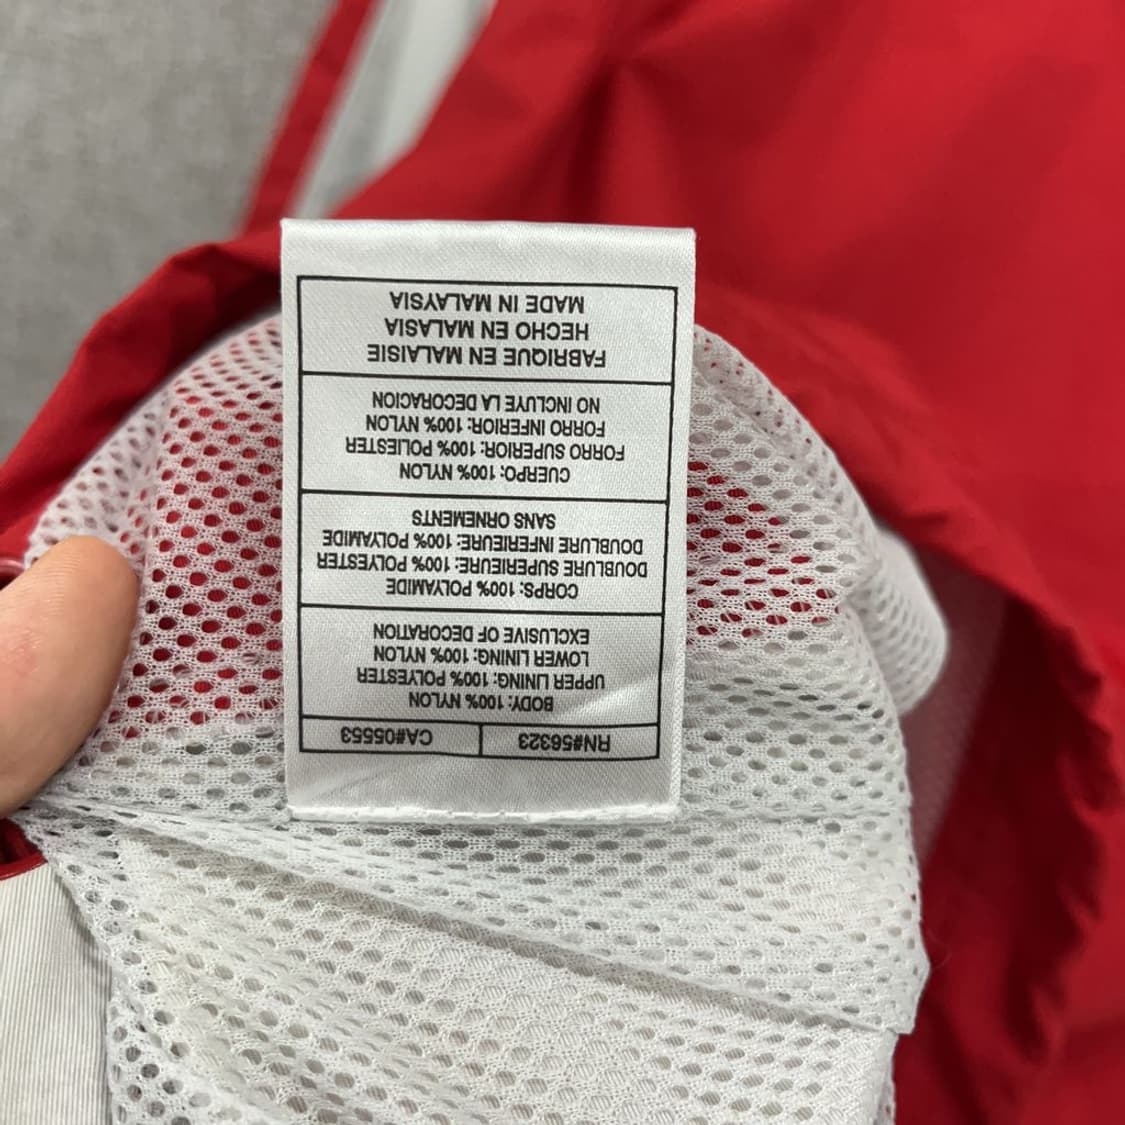 RN#56323 CA#05553
BODY: 100% NYLON
UPPER LINING: 100% POLYESTER
LOWER LINING: 100% NYLON
EXCLUSIVE OF DECORATION
CORPS: 100% POLYAMIDE
DOUBLURE SUPERIEURE: 100% POLYESTER
DOUBLURE INFERIEURE: 100% POLYAMIDE
SANS ORNEMENTS
CUERPO: 100% NYLON
FORRO SUPERIOR: 100% POLIESTER
FORRO INFERIOR: 100% NYLON
NO INCLUYE LA DECORACION
FABRIQUE EN MALAISIE
HECHO EN MALASIA
MADE IN MALAYSIA